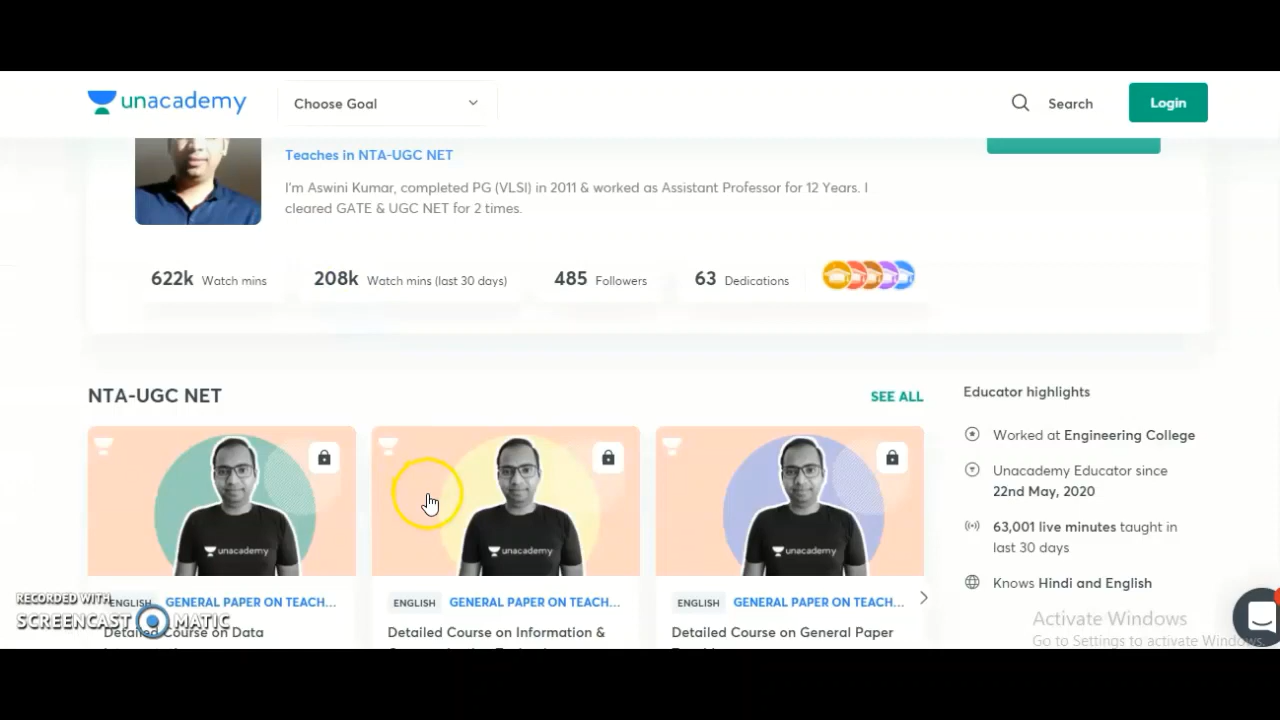 unacademy
Choose Goal
Search
Login
Teaches in NTA-UGC NET
I'm Aswini Kumar, completed PG (VLSI) in 2011 & worked as Assistant Professor for 12 Years. I
cleared GATE & UGC NET for 2 times.
622k Watch mins
208k Watch mins (last 30 days)
485 Followers
63 Dedications
NTA-UGC NET
SEE ALL
unacademy
unacademy
unacademy
ENGLISH GENERAL PAPER ON TEACH...
Detailed Course on Data
ENGLISH GENERAL PAPER ON TEACH...
Detailed Course on Information &
ENGLISH GENERAL PAPER ON TEACH...
Detailed Course on General Paper
Educator highlights
Worked at Engineering College
Unacademy Educator since
22nd May, 2020
63,001 live minutes taught in
last 30 days
Knows Hindi and English
Activate Windows
Go to Settings to activate Windows.
RECORDED WITH
SCREENCAST MATIC